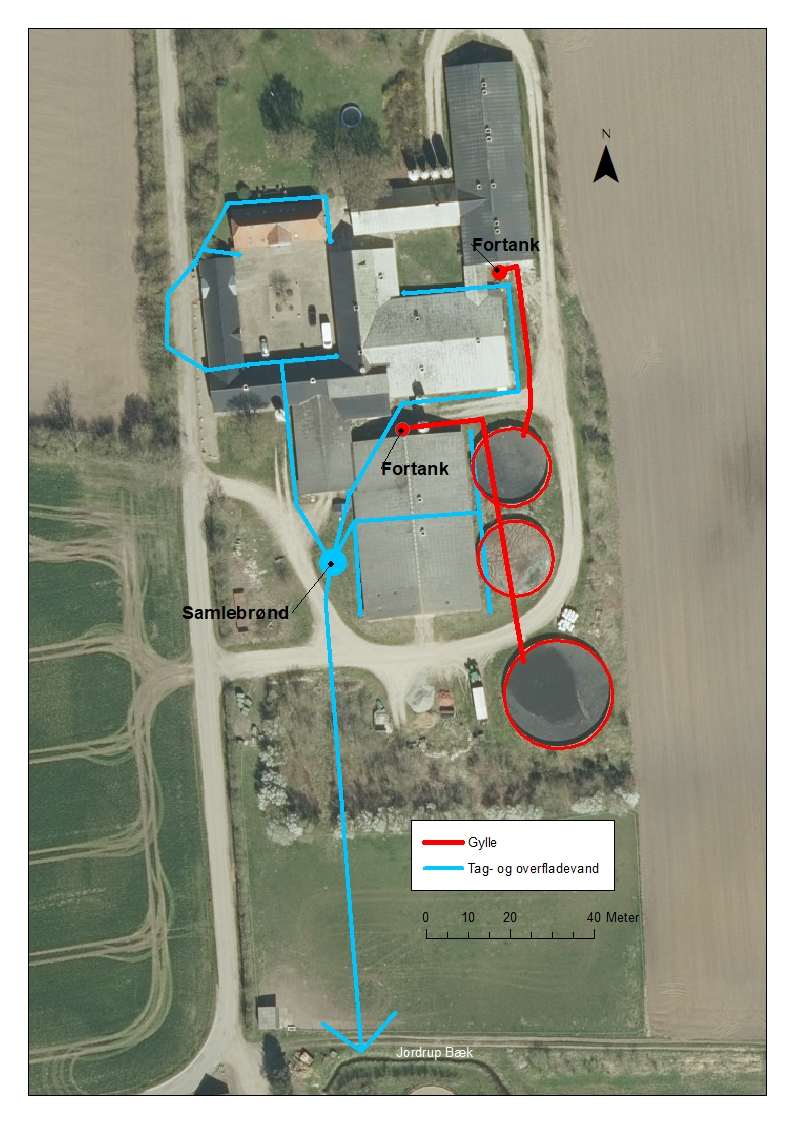 N
Fortank
Fortank
Samlebrønd
Gylle
Tag- og overfladevand
0 10 20 40 Meter
Jordrup Bæk